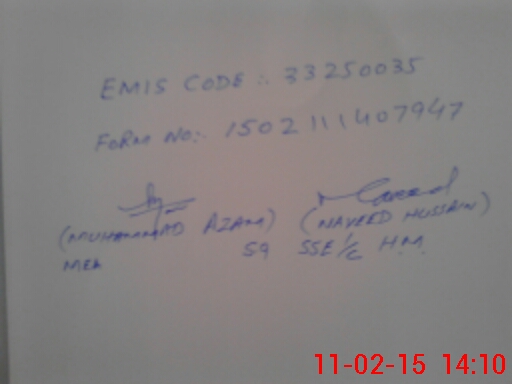 EMIS CODE :. 33250035
FORM NO:. 1502111407947
(MUHAMMAD AZAM) (NAVEED HUSSAIN)
MEA 59 SSE I/C H.M.
11-02-15 14:10